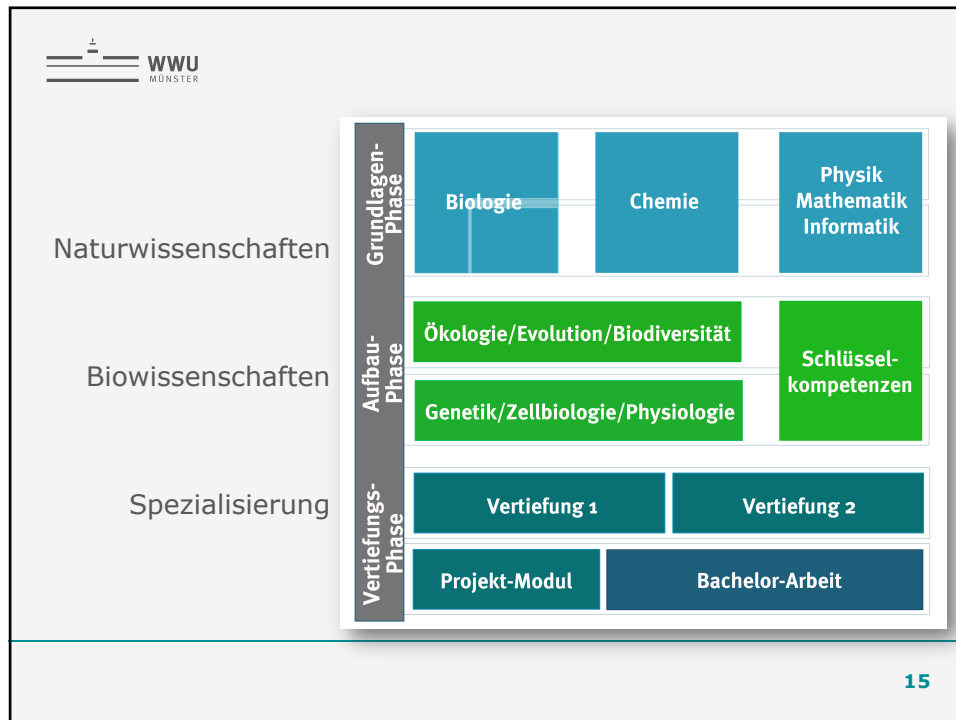 WWU
MÜNSTER
Naturwissenschaften
Biowissenschaften
Spezialisierung
Grundlagen-
Phase
Biologie
Chemie
Physik
Mathematik
Informatik
Aufbau-
Phase
Ökologie/Evolution/Biodiversität
Genetik/Zellbiologie/Physiologie
Schlüssel-
kompetenzen
Vertiefungs-
Phase
Vertiefung 1
Vertiefung 2
Projekt-Modul
Bachelor-Arbeit
15